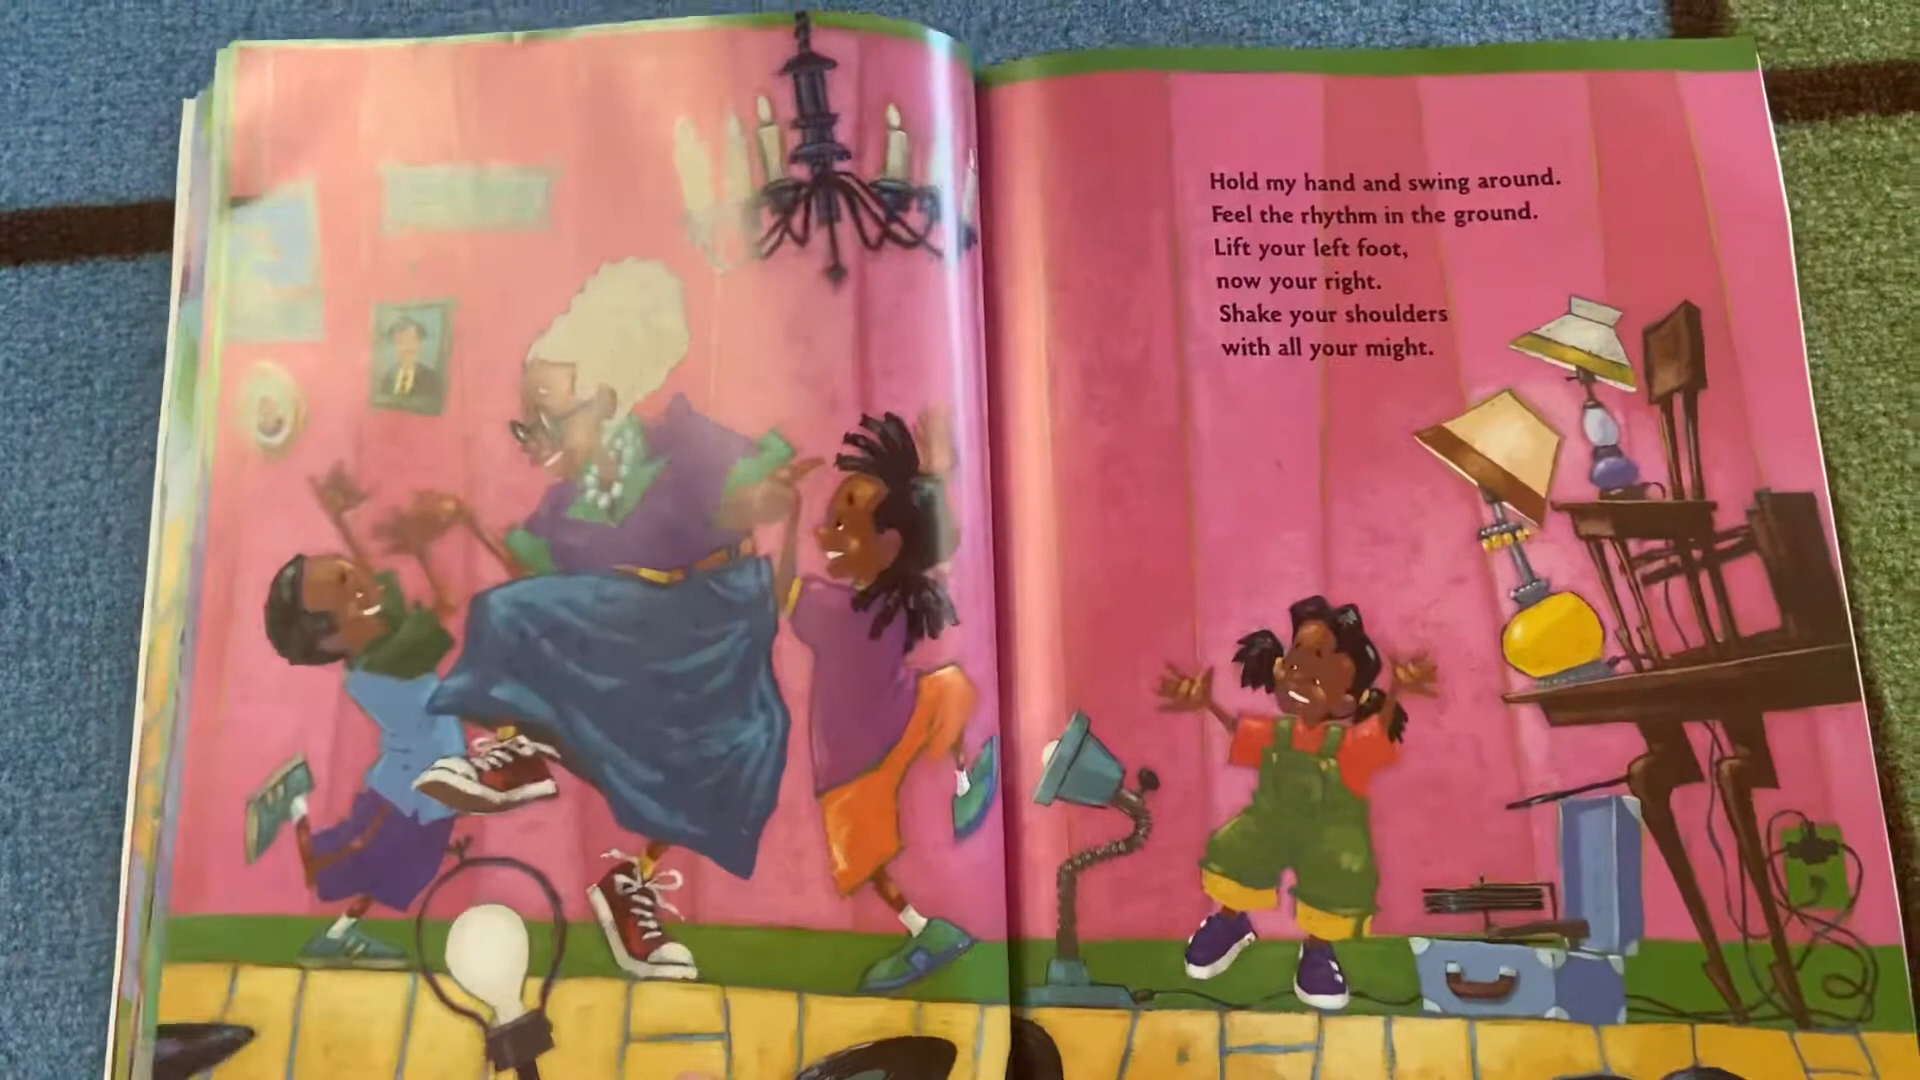 Hold my hand and swing around.
Feel the rhythm in the ground.
Lift your left foot,
now your right.
Shake your shoulders
with all your might.